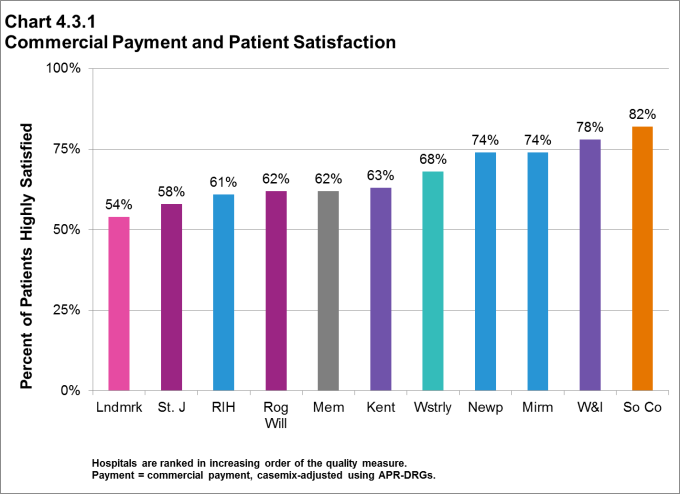 Chart 4.3.1
Commercial Payment and Patient Satisfaction
Percent of Patients Highly Satisfied
100%
75%
50%
25%
0%
54%
58%
61%
62%
62%
63%
68%
74%
74%
78%
82%
Lndmrk
St. J
RIH
Rog
Will
Mem
Kent
Wstrly
Newp
Mirm
W&I
So Co
Hospitals are ranked in increasing order of the quality measure.
Payment = commercial payment, casemix-adjusted using APR-DRGs.